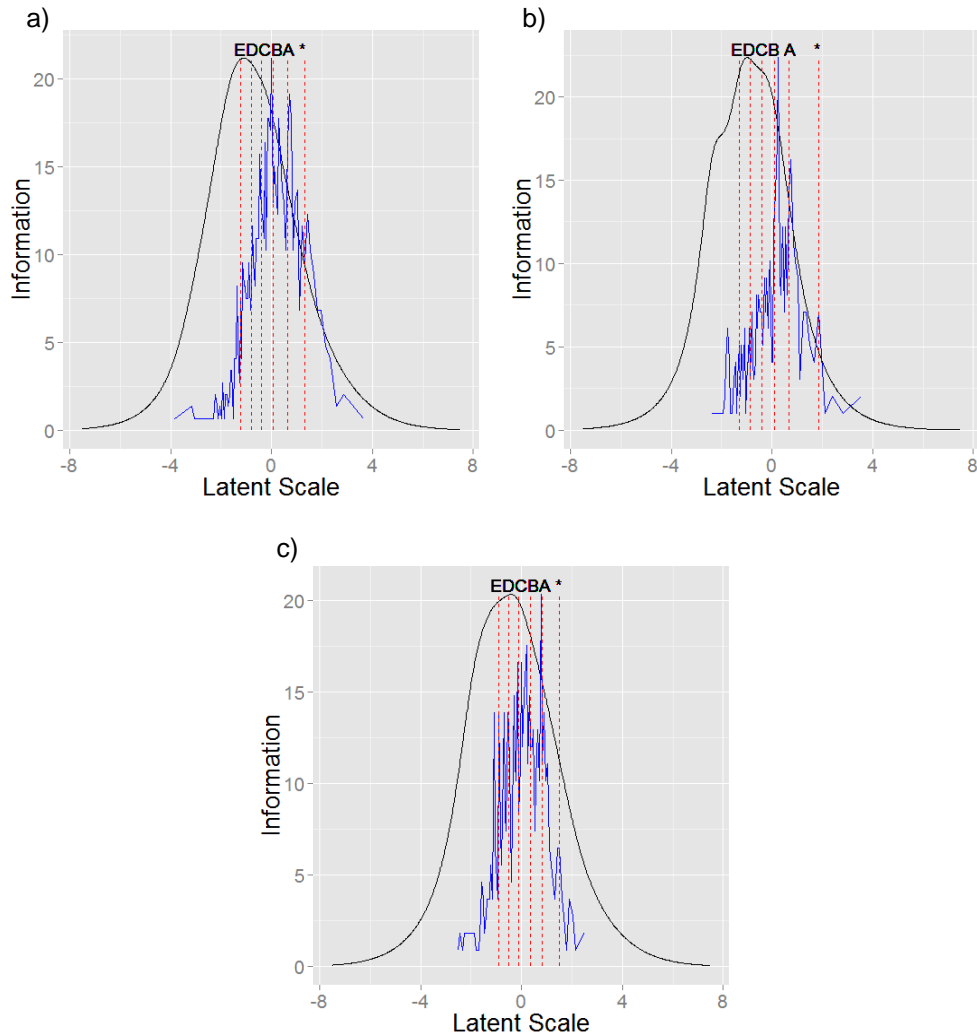 a)
EDCBA *
20
15
10
5
0
Information
-8 -4 0 4 8
Latent Scale
b)
EDCB A *
20
15
10
5
0
Information
-8 -4 0 4 8
Latent Scale
c)
EDCBA *
20
15
10
5
0
Information
-8 -4 0 4 8
Latent Scale